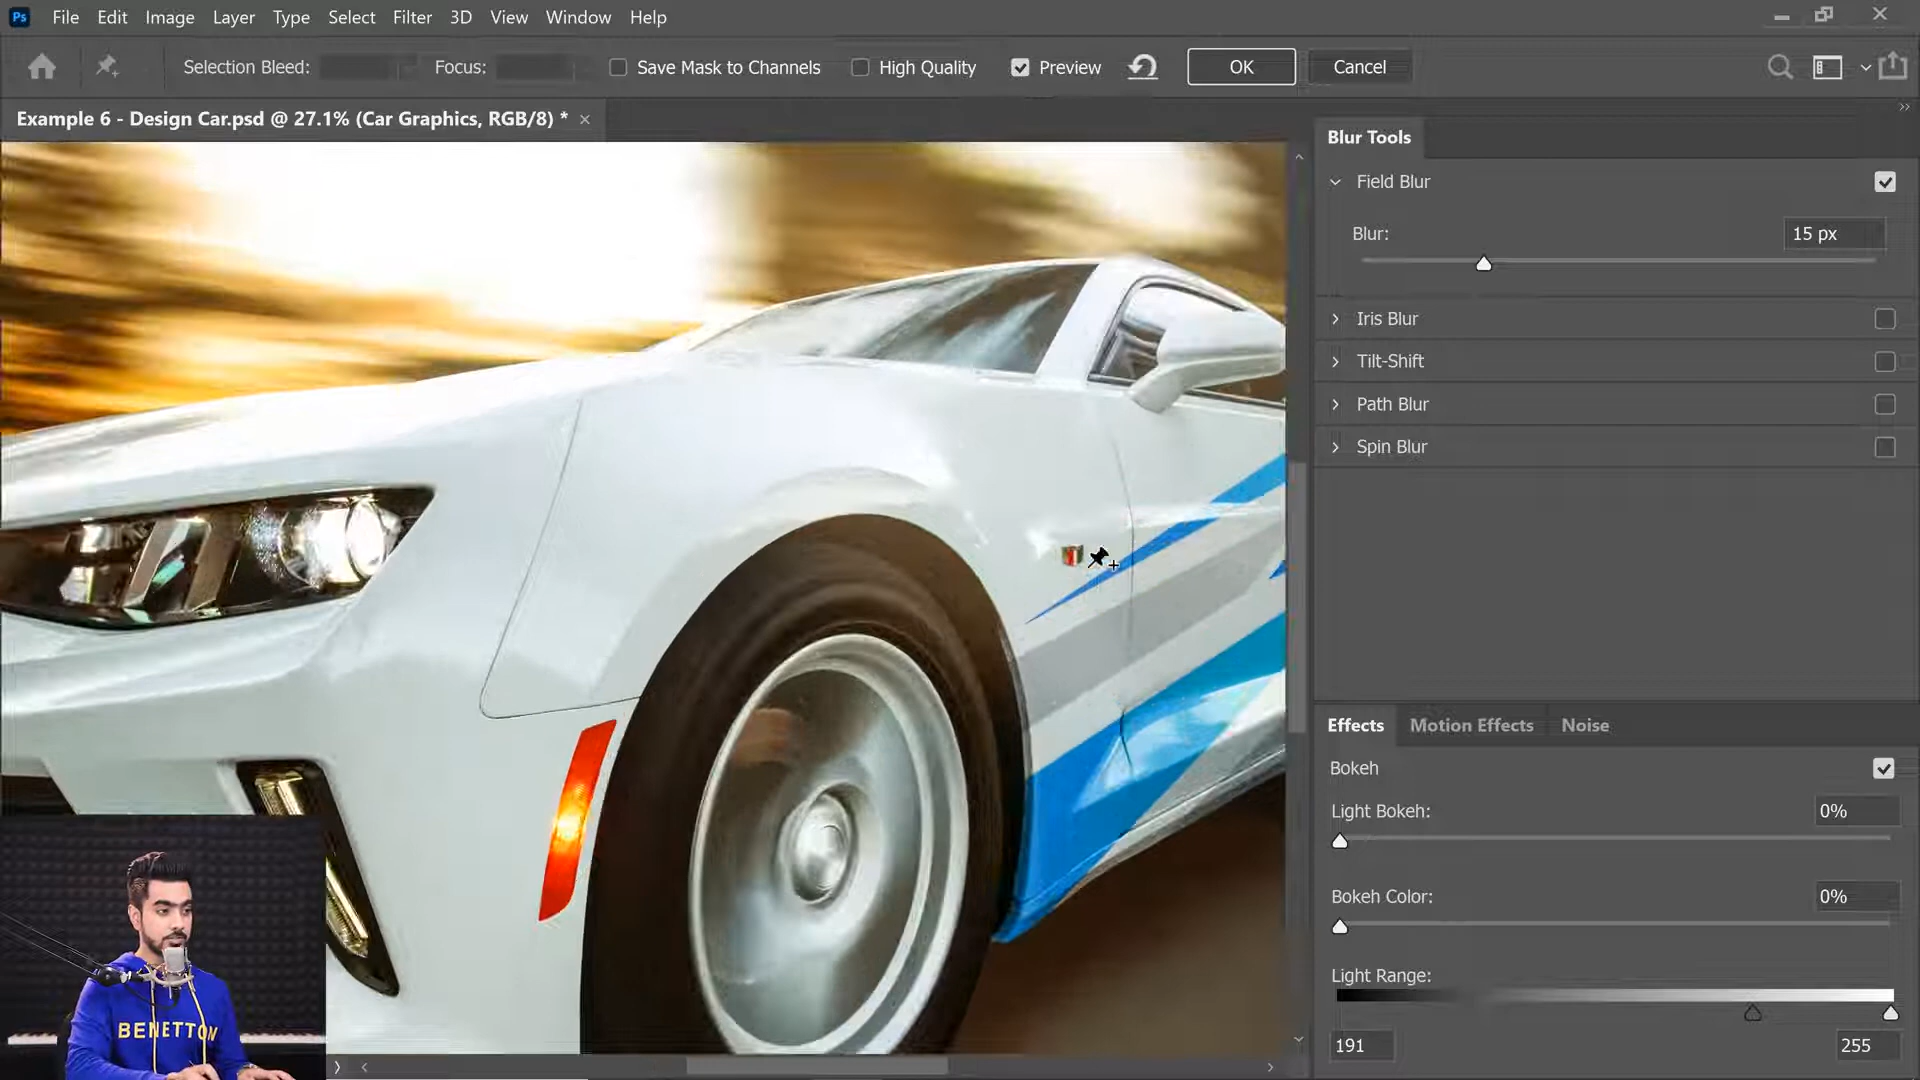 Ps File Edit Image Layer Type Select Filter 3D View Window Help
Selection Bleed: Focus: Save Mask to Channels High Quality Preview OK Cancel
Example 6 - Design Car.psd @ 27.1% (Car Graphics, RGB/8) *
Blur Tools
Field Blur
Blur: 15 px
Iris Blur
Tilt-Shift
Path Blur
Spin Blur
Effects Motion Effects Noise
Bokeh
Light Bokeh: 0%
Bokeh Color: 0%
Light Range:
191 255
BENETTON